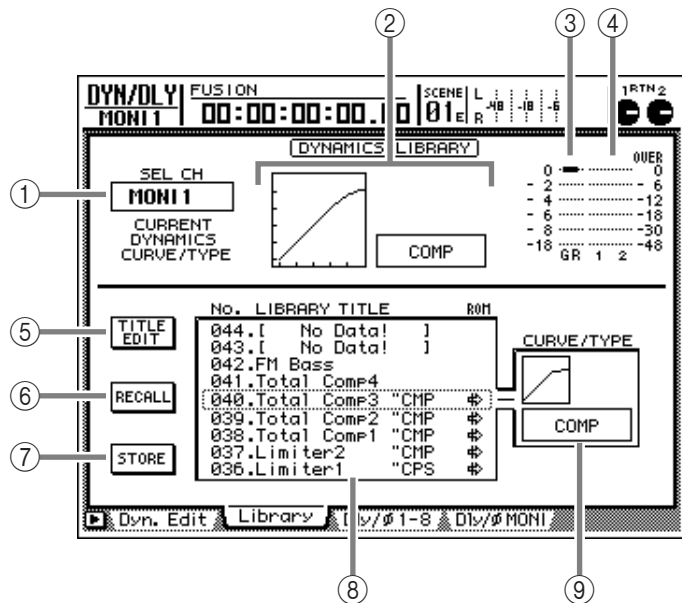 ② ③ ④
DYN/DLY FUSION SCENE L 1RTN2
MONI1 00:00:00:00.00 01E R -48 -18 -6
DYNAMICS LIBRARY
① SEL CH OVER
MONI1 0 0
CURRENT - 2 - 6
DYNAMICS - 4 -12
CURVE/TYPE COMP - 6 -18
- 8 -30
-18 -48
GR 1 2
No. LIBRARY TITLE ROM
⑤ TITLE EDIT 044.[ No Data! ]
043.[ No Data! ] CURVE/TYPE
042.FM Bass
041.Total Comp4
⑥ RECALL 040.Total Comp3 "CMP
039.Total Comp2 "CMP COMP
038.Total Comp1 "CMP
⑦ STORE 037.Limiter2 "CMP
036.Limiter1 "CPS
Dyn. Edit Library Dly/ø1-8 Dly/øMONI
⑧ ⑨